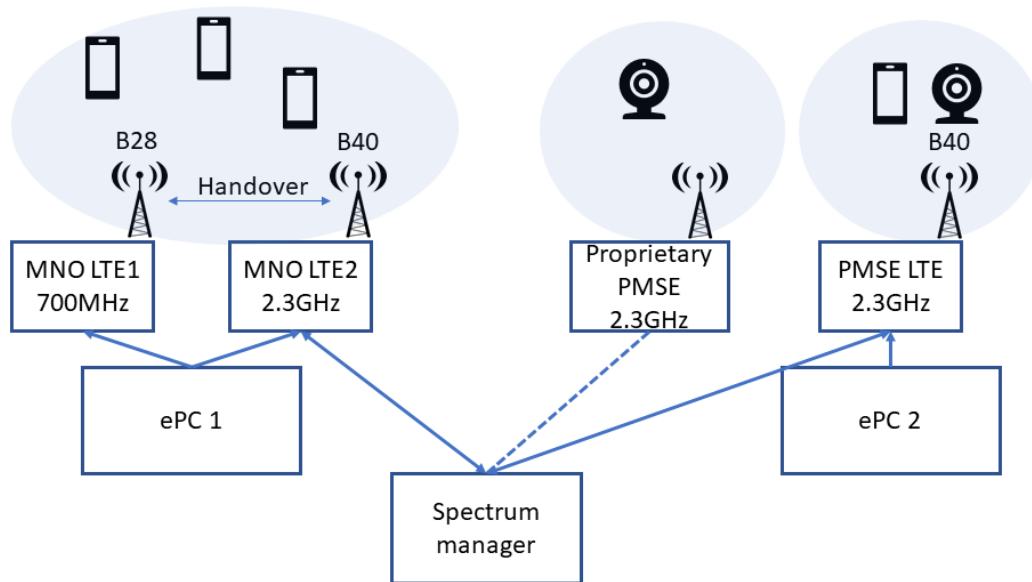 B28
B40
B40
Handover
MNO LTE1
700MHz
MNO LTE2
2.3GHz
Proprietary
PMSE
2.3GHz
PMSE LTE
2.3GHz
ePC 1
ePC 2
Spectrum
manager